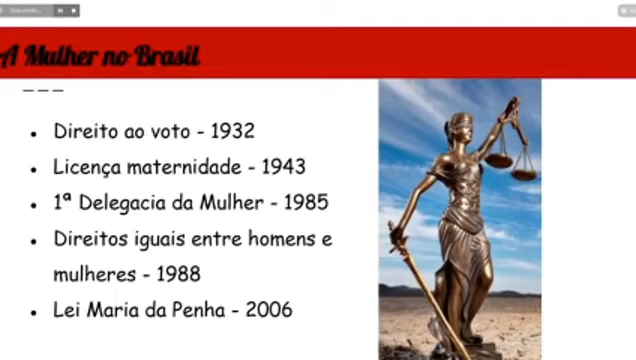 A Mulher no Brasil
Direito ao voto - 1932
Licença maternidade - 1943
1ª Delegacia da Mulher - 1985
Direitos iguais entre homens e
mulheres - 1988
Lei Maria da Penha - 2006